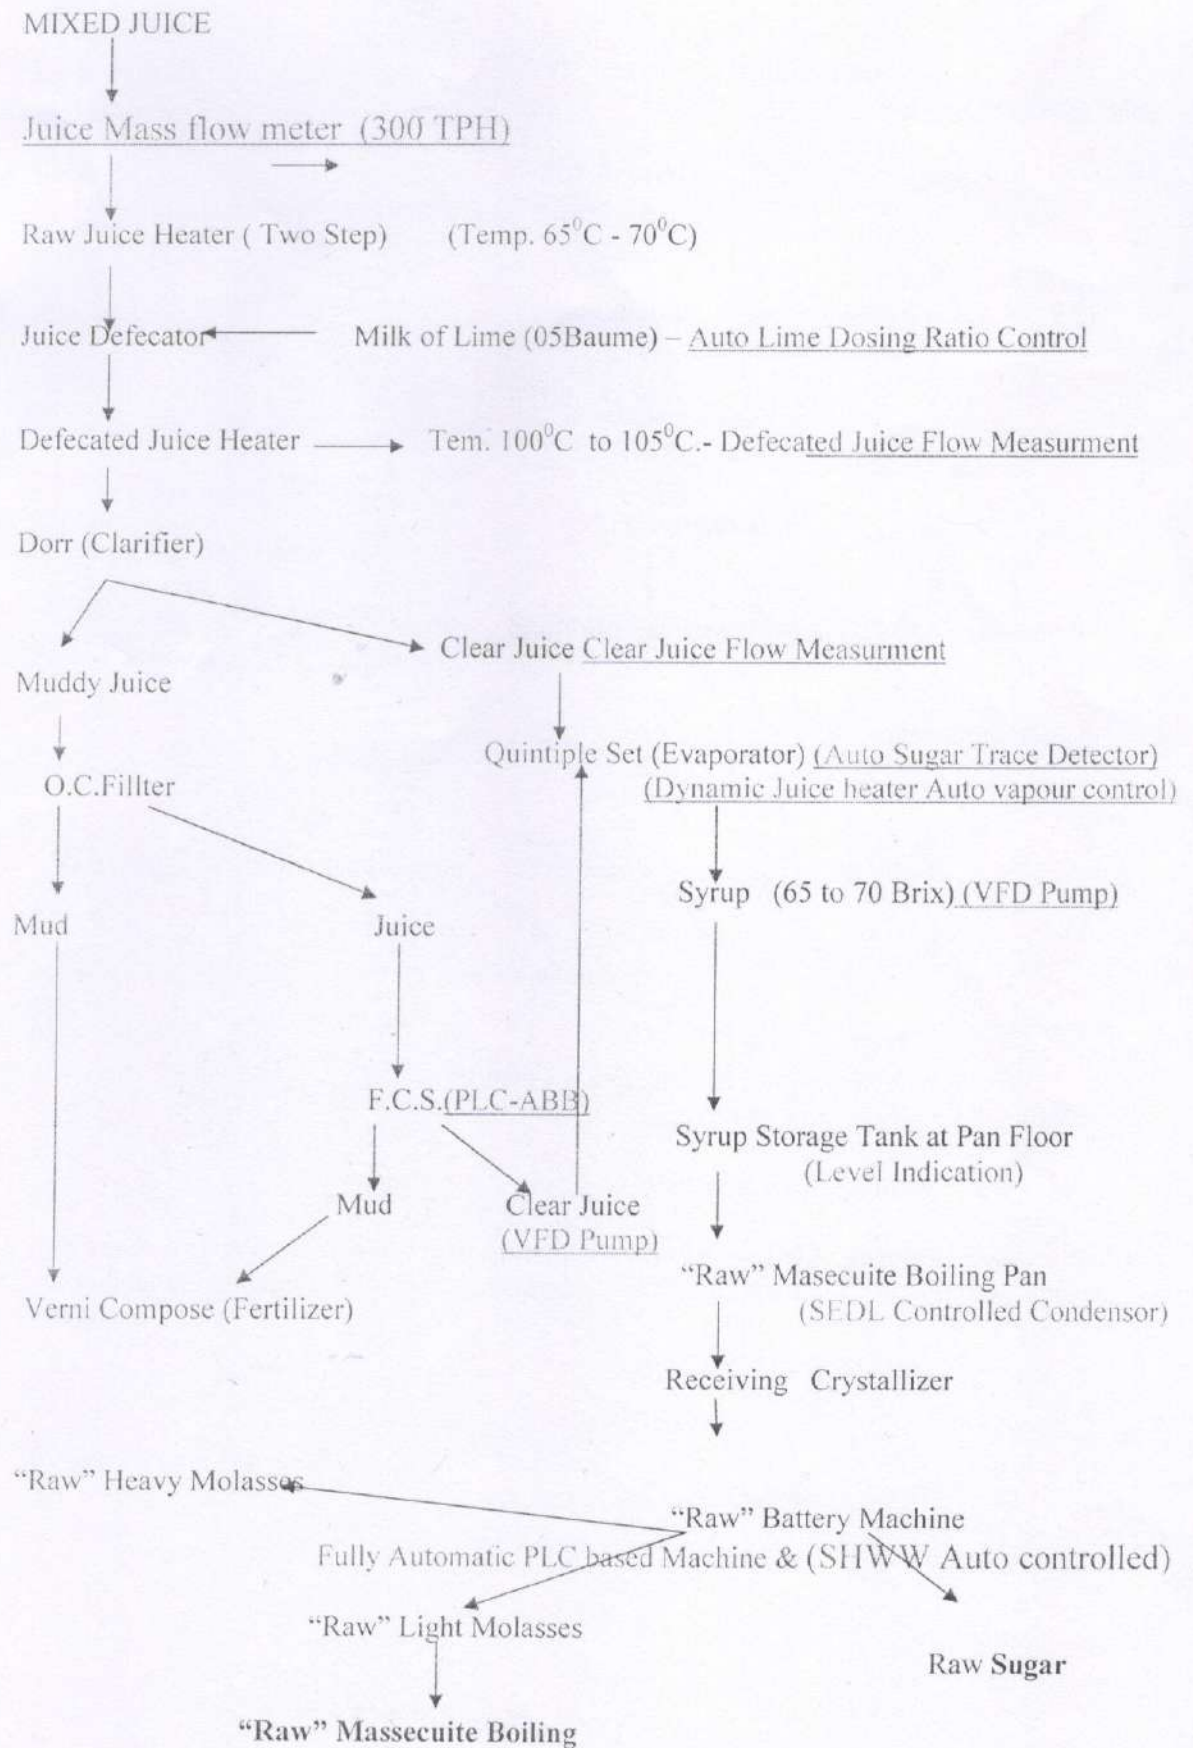 MIXED JUICE
Juice Mass flow meter (300 TPH)
Raw Juice Heater ( Two Step) (Temp. 65⁰C - 70⁰C)
Juice Defecator Milk of Lime (05Baume) – Auto Lime Dosing Ratio Control
Defecated Juice Heater Tem. 100⁰C to 105⁰C.- Defecated Juice Flow Measurment
Dorr (Clarifier)
Clear Juice Clear Juice Flow Measurment
Muddy Juice
Quintiple Set (Evaporator) (Auto Sugar Trace Detector)
O.C.Fillter (Dynamic Juice heater Auto vapour control)
Syrup (65 to 70 Brix) (VFD Pump)
Mud Juice
F.C.S.(PLC-ABB)
Syrup Storage Tank at Pan Floor
(Level Indication)
Mud Clear Juice
(VFD Pump)
“Raw” Masecuite Boiling Pan
Verni Compose (Fertilizer) (SEDL Controlled Condensor)
Receiving Crystallizer
“Raw” Heavy Molasses
“Raw” Battery Machine
Fully Automatic PLC based Machine & (SHWW Auto controlled)
“Raw” Light Molasses
Raw Sugar
“Raw” Massecuite Boiling